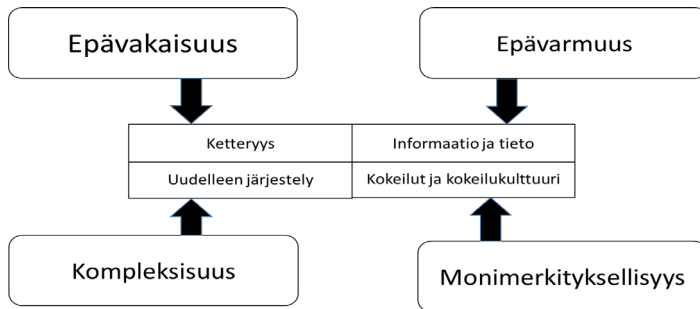 Epävakaisuus
Epävarmuus
Ketteryys
Informaatio ja tieto
Uudelleen järjestely
Kokeilut ja kokeilukulttuuri
Kompleksisuus
Monimerkityksellisyys